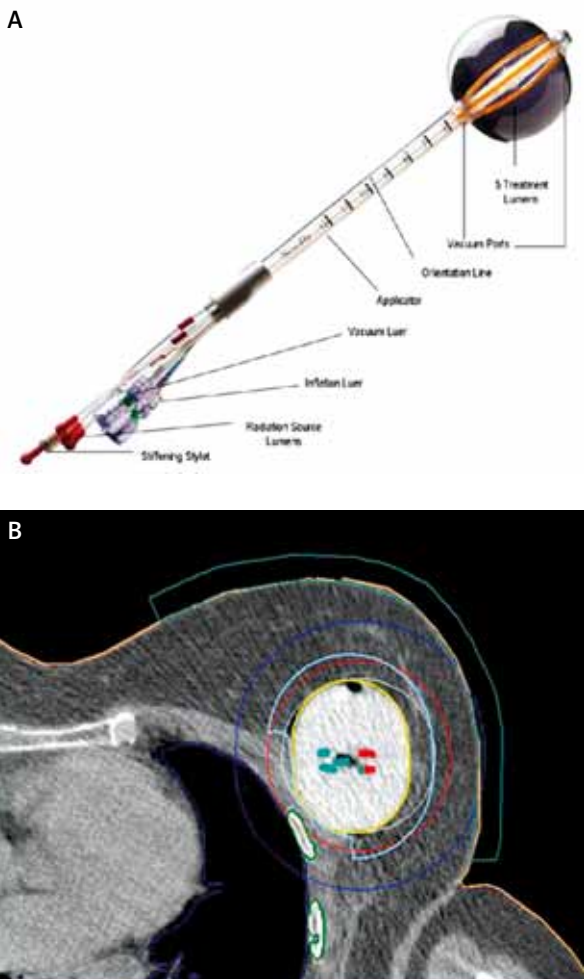 A
5 Treatment
Lumens
Vacuum Ports
Orientation Line
Applicator
Vacuum Luer
Inflation Luer
Radiation Source
Lumens
Stiffening Stylet
B